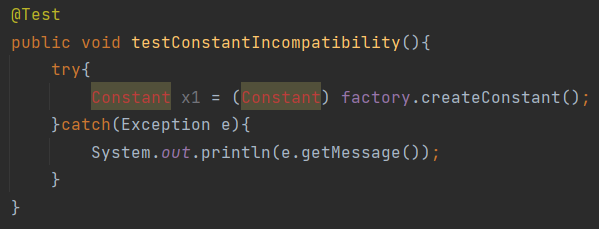 @Test
public void testConstantIncompatibility(){
    try{
        Constant x1 = (Constant) factory.createConstant();
    }catch(Exception e){
        System.out.println(e.getMessage());
    }
}